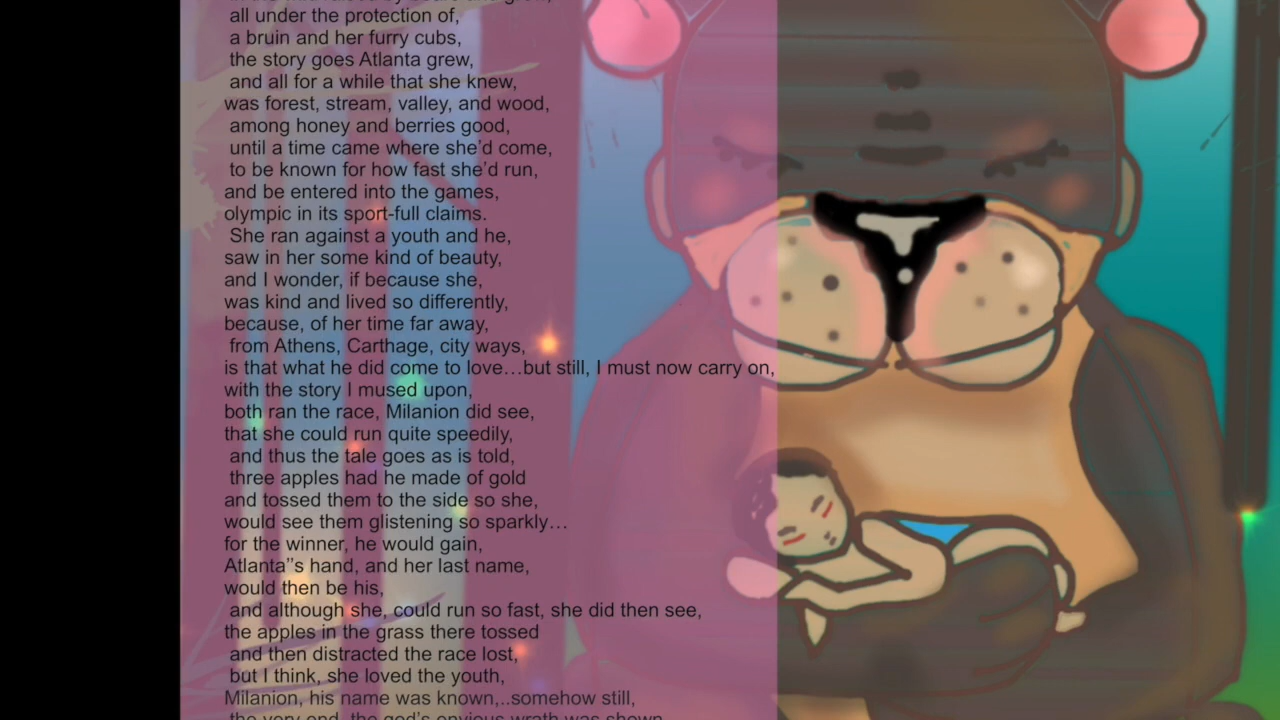 all under the protection of,
a bruin and her furry cubs,
the story goes Atlanta grew,
and all for a while that she knew,
was forest, stream, valley, and wood,
among honey and berries good,
until a time came where she’d come,
to be known for how fast she’d run,
and be entered into the games,
olympic in its sport-full claims.
She ran against a youth and he,
saw in her some kind of beauty,
and I wonder, if because she,
was kind and lived so differently,
because, of her time far away,
from Athens, Carthage, city ways,
is that what he did come to love…but still, I must now carry on,
with the story I mused upon,
both ran the race, Milanion did see,
that she could run quite speedily,
and thus the tale goes as is told,
three apples had he made of gold
and tossed them to the side so she,
would see them glistening so sparkly…
for the winner, he would gain,
Atlanta"s hand, and her last name,
would then be his,
and although she, could run so fast, she did then see,
the apples in the grass there tossed
and then distracted the race lost,
but I think, she loved the youth,
Milanion, his name was known,..somehow still,
the very end, the god’s envious wrath was shown